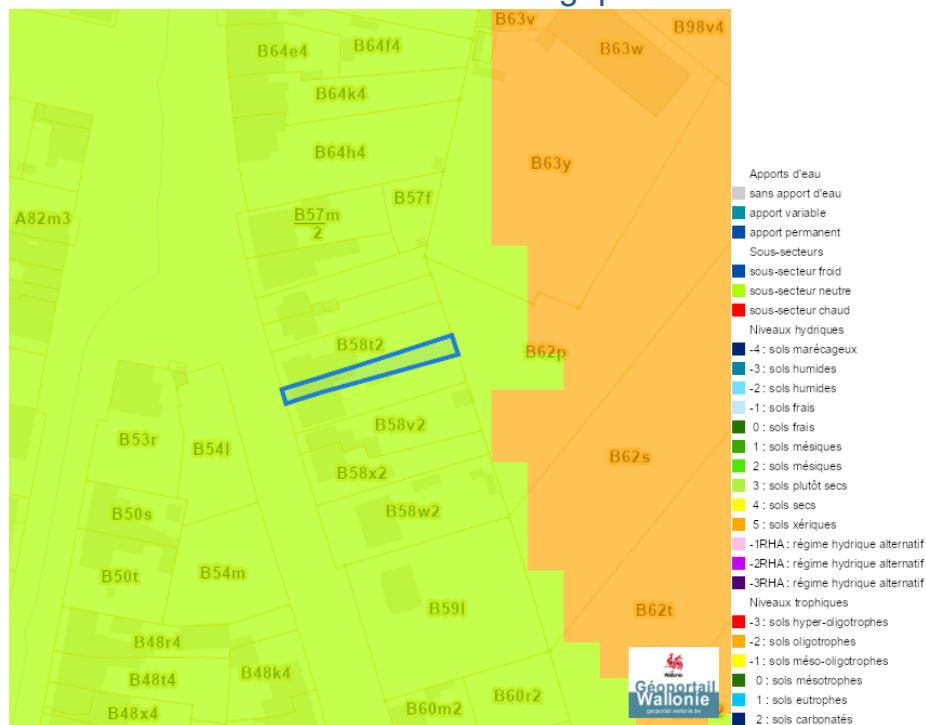 B63v
B98v4
B64e4
B64f4
B63w
B64k4
B64h4
B63y
B57f
A82m3
B57m
2
B58t2
B62p
B58v2
B53r
B54l
B62s
B58x2
B50s
B58w2
B50t
B54m
B59l
B62t
B48r4
B48k4
B48t4
B60r2
B60m2
B48x4
2
Wallonie
Géoportail
Wallonie
geoportail.wallonie.be
Apports d'eau
sans apport d'eau
apport variable
apport permanent
Sous-secteurs
sous-secteur froid
sous-secteur neutre
sous-secteur chaud
Niveaux hydriques
-4 : sols marécageux
-3 : sols humides
-2 : sols humides
-1 : sols frais
0 : sols frais
1 : sols mésiques
2 : sols mésiques
3 : sols plutôt secs
4 : sols secs
5 : sols xériques
-1RHA : régime hydrique alternatif
-2RHA : régime hydrique alternatif
-3RHA : régime hydrique alternatif
Niveaux trophiques
-3 : sols hyper-oligotrophes
-2 : sols oligotrophes
-1 : sols méso-oligotrophes
0 : sols mésotrophes
1 : sols eutrophes
2 : sols carbonatés